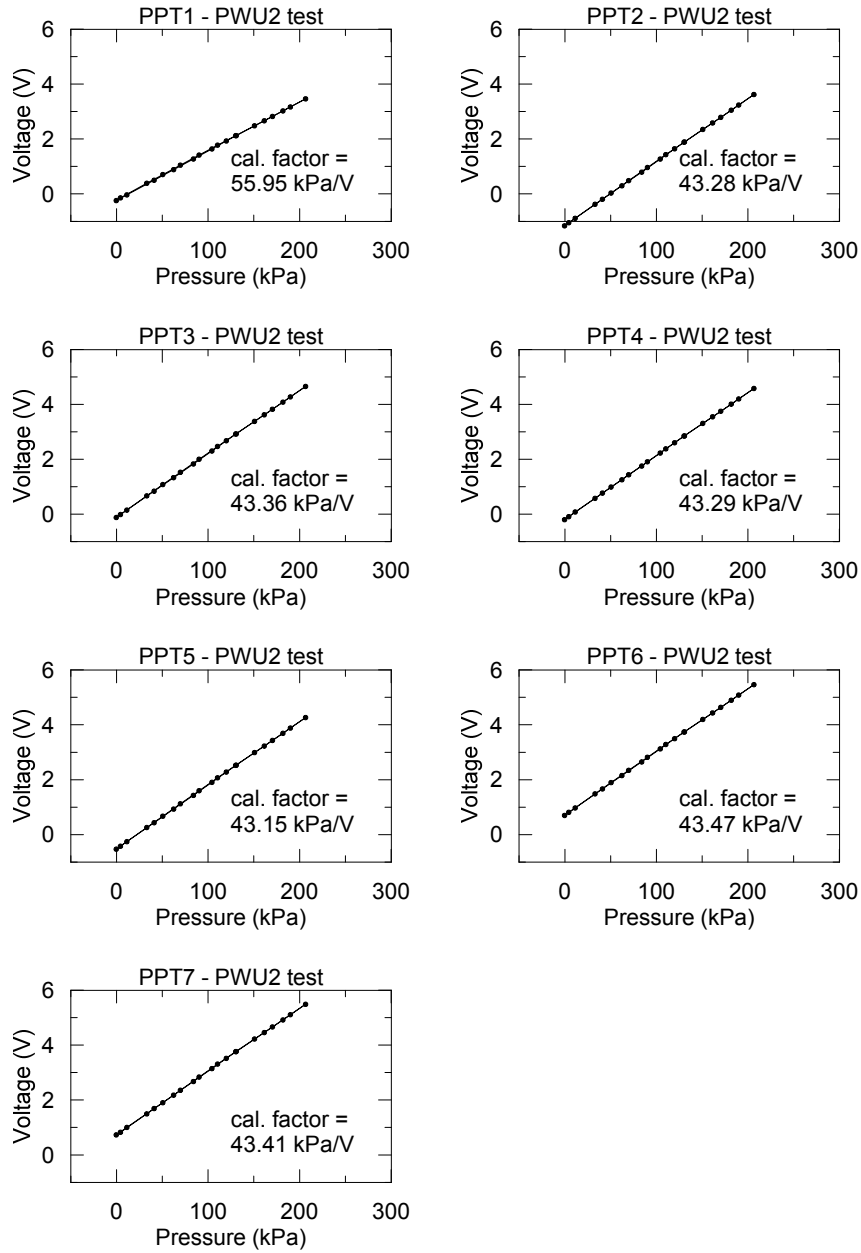 PPT1 - PWU2 test
6
4
2
0
Voltage (V)
cal. factor =
55.95 kPa/V
0 100 200 300
Pressure (kPa)
PPT2 - PWU2 test
6
4
2
0
Voltage (V)
cal. factor =
43.28 kPa/V
0 100 200 300
Pressure (kPa)
PPT3 - PWU2 test
6
4
2
0
Voltage (V)
cal. factor =
43.36 kPa/V
0 100 200 300
Pressure (kPa)
PPT4 - PWU2 test
6
4
2
0
Voltage (V)
cal. factor =
43.29 kPa/V
0 100 200 300
Pressure (kPa)
PPT5 - PWU2 test
6
4
2
0
Voltage (V)
cal. factor =
43.15 kPa/V
0 100 200 300
Pressure (kPa)
PPT6 - PWU2 test
6
4
2
0
Voltage (V)
cal. factor =
43.47 kPa/V
0 100 200 300
Pressure (kPa)
PPT7 - PWU2 test
6
4
2
0
Voltage (V)
cal. factor =
43.41 kPa/V
0 100 200 300
Pressure (kPa)